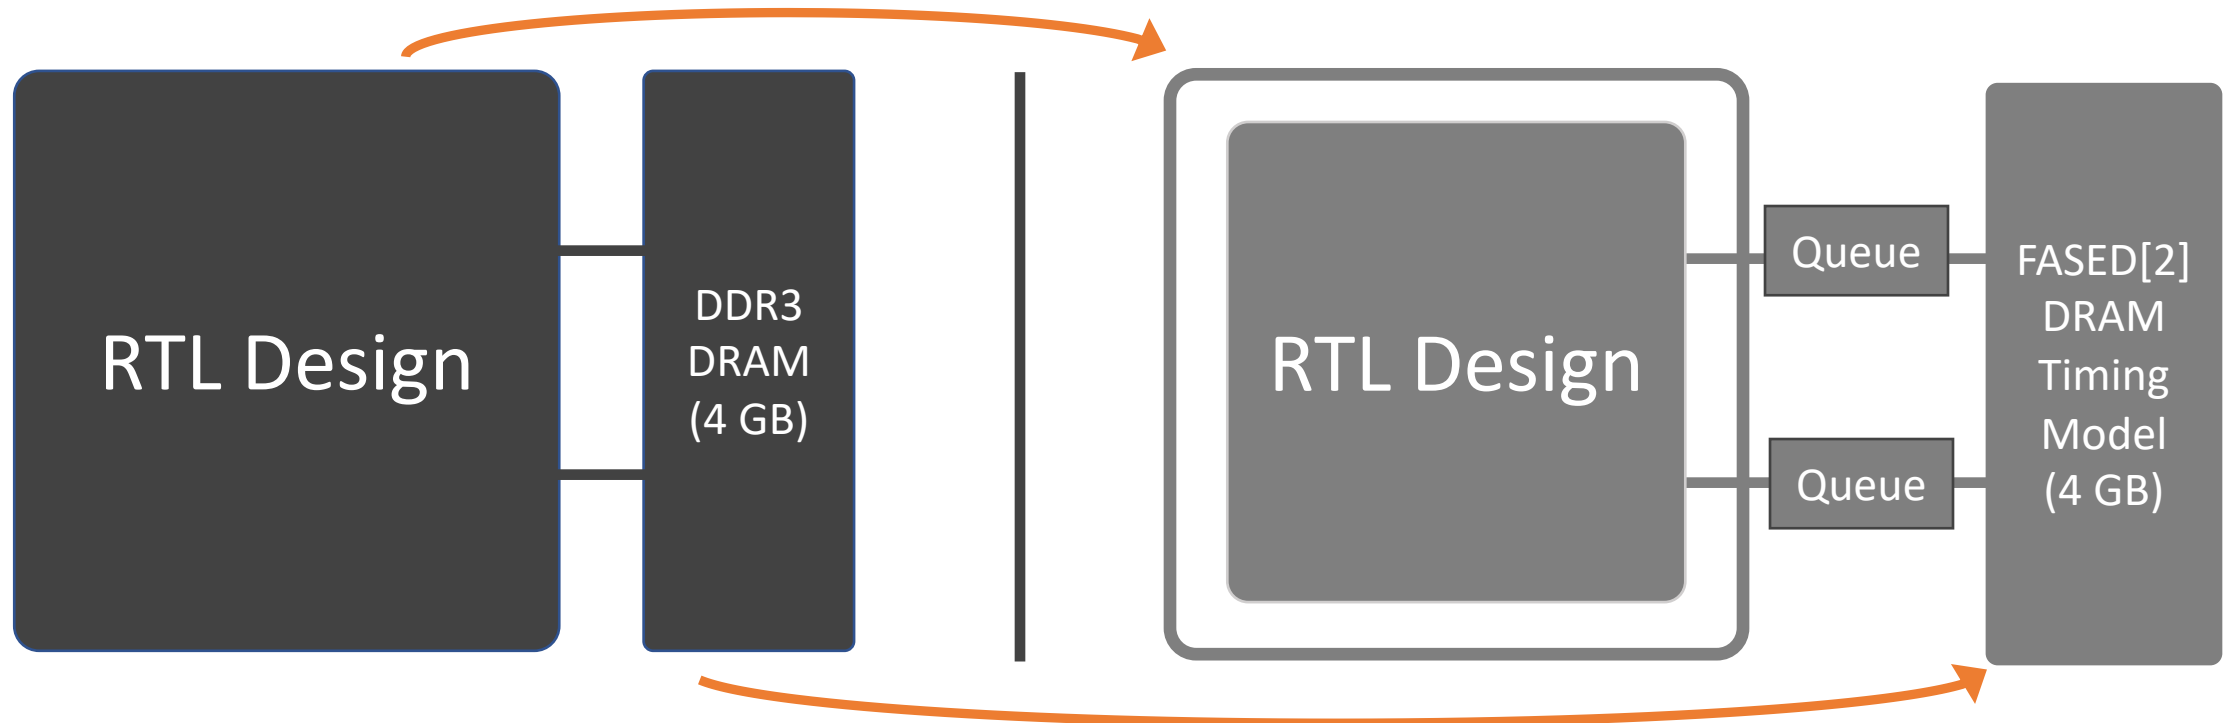 RTL Design
DDR3
DRAM
(4 GB)
RTL Design
Queue
Queue
FASED[2]
DRAM
Timing
Model
(4 GB)